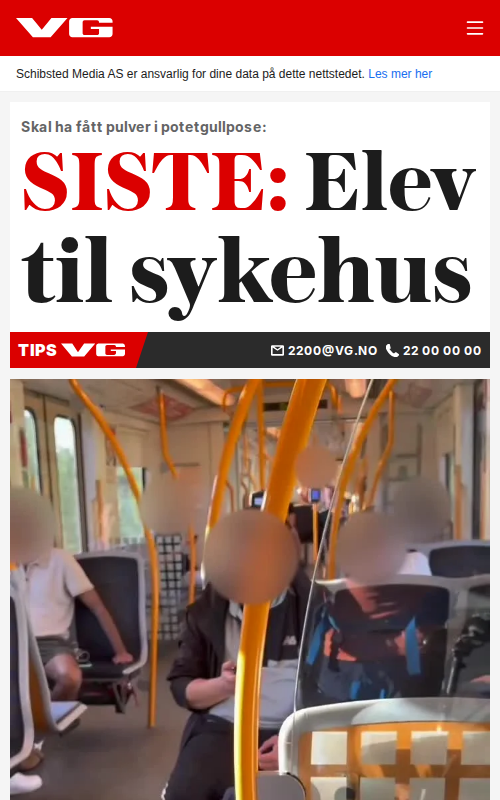 VG
Schibsted Media AS er ansvarlig for dine data på dette nettstedet. Les mer her
Skal ha fått pulver i potetgullpose:
SISTE: Elev
til sykehus
TIPS VG 2200@VG.NO 22 00 00 00